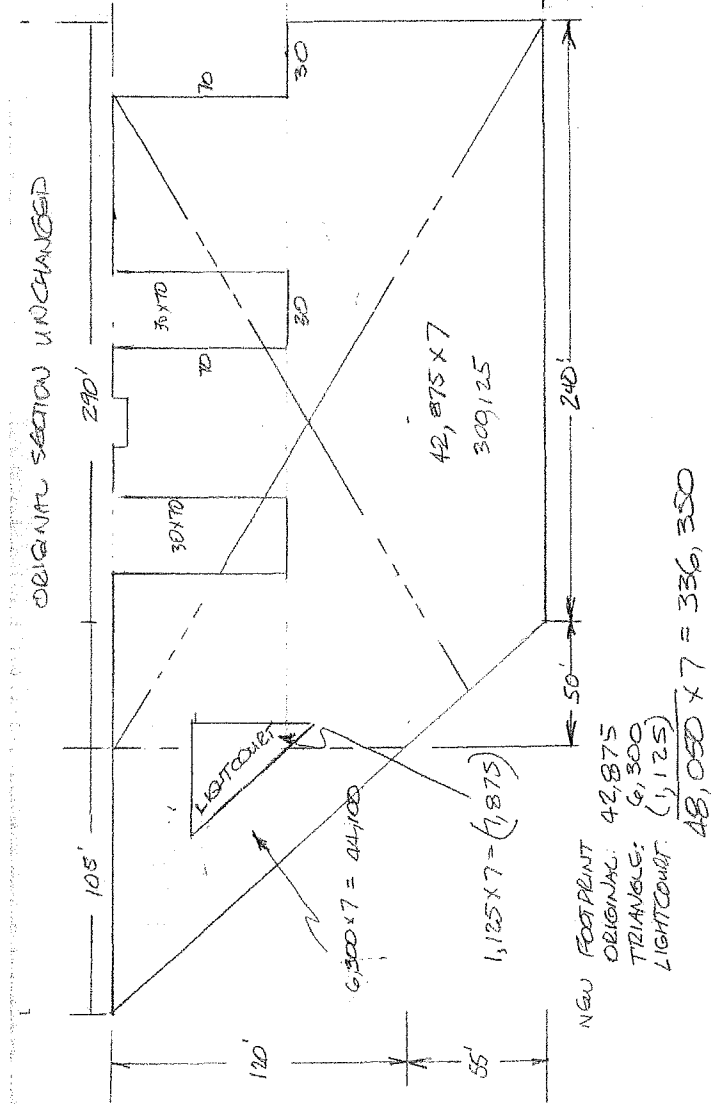 ORIGINAL SECTION UNCHANGED
105'
290'
120'
55'
LIGHTCOURT
30X70
70
30X70
30
70
30
6,300 X 7 = 44,100
1,125 X 7 = (7,875)
42,875 X 7
300,125
50'
240'
NEW FOOTPRINT
ORIGINAL: 42,875
TRIANGLE: 6,300
LIGHTCOURT: (1,125)
48,050 X 7 = 336,350